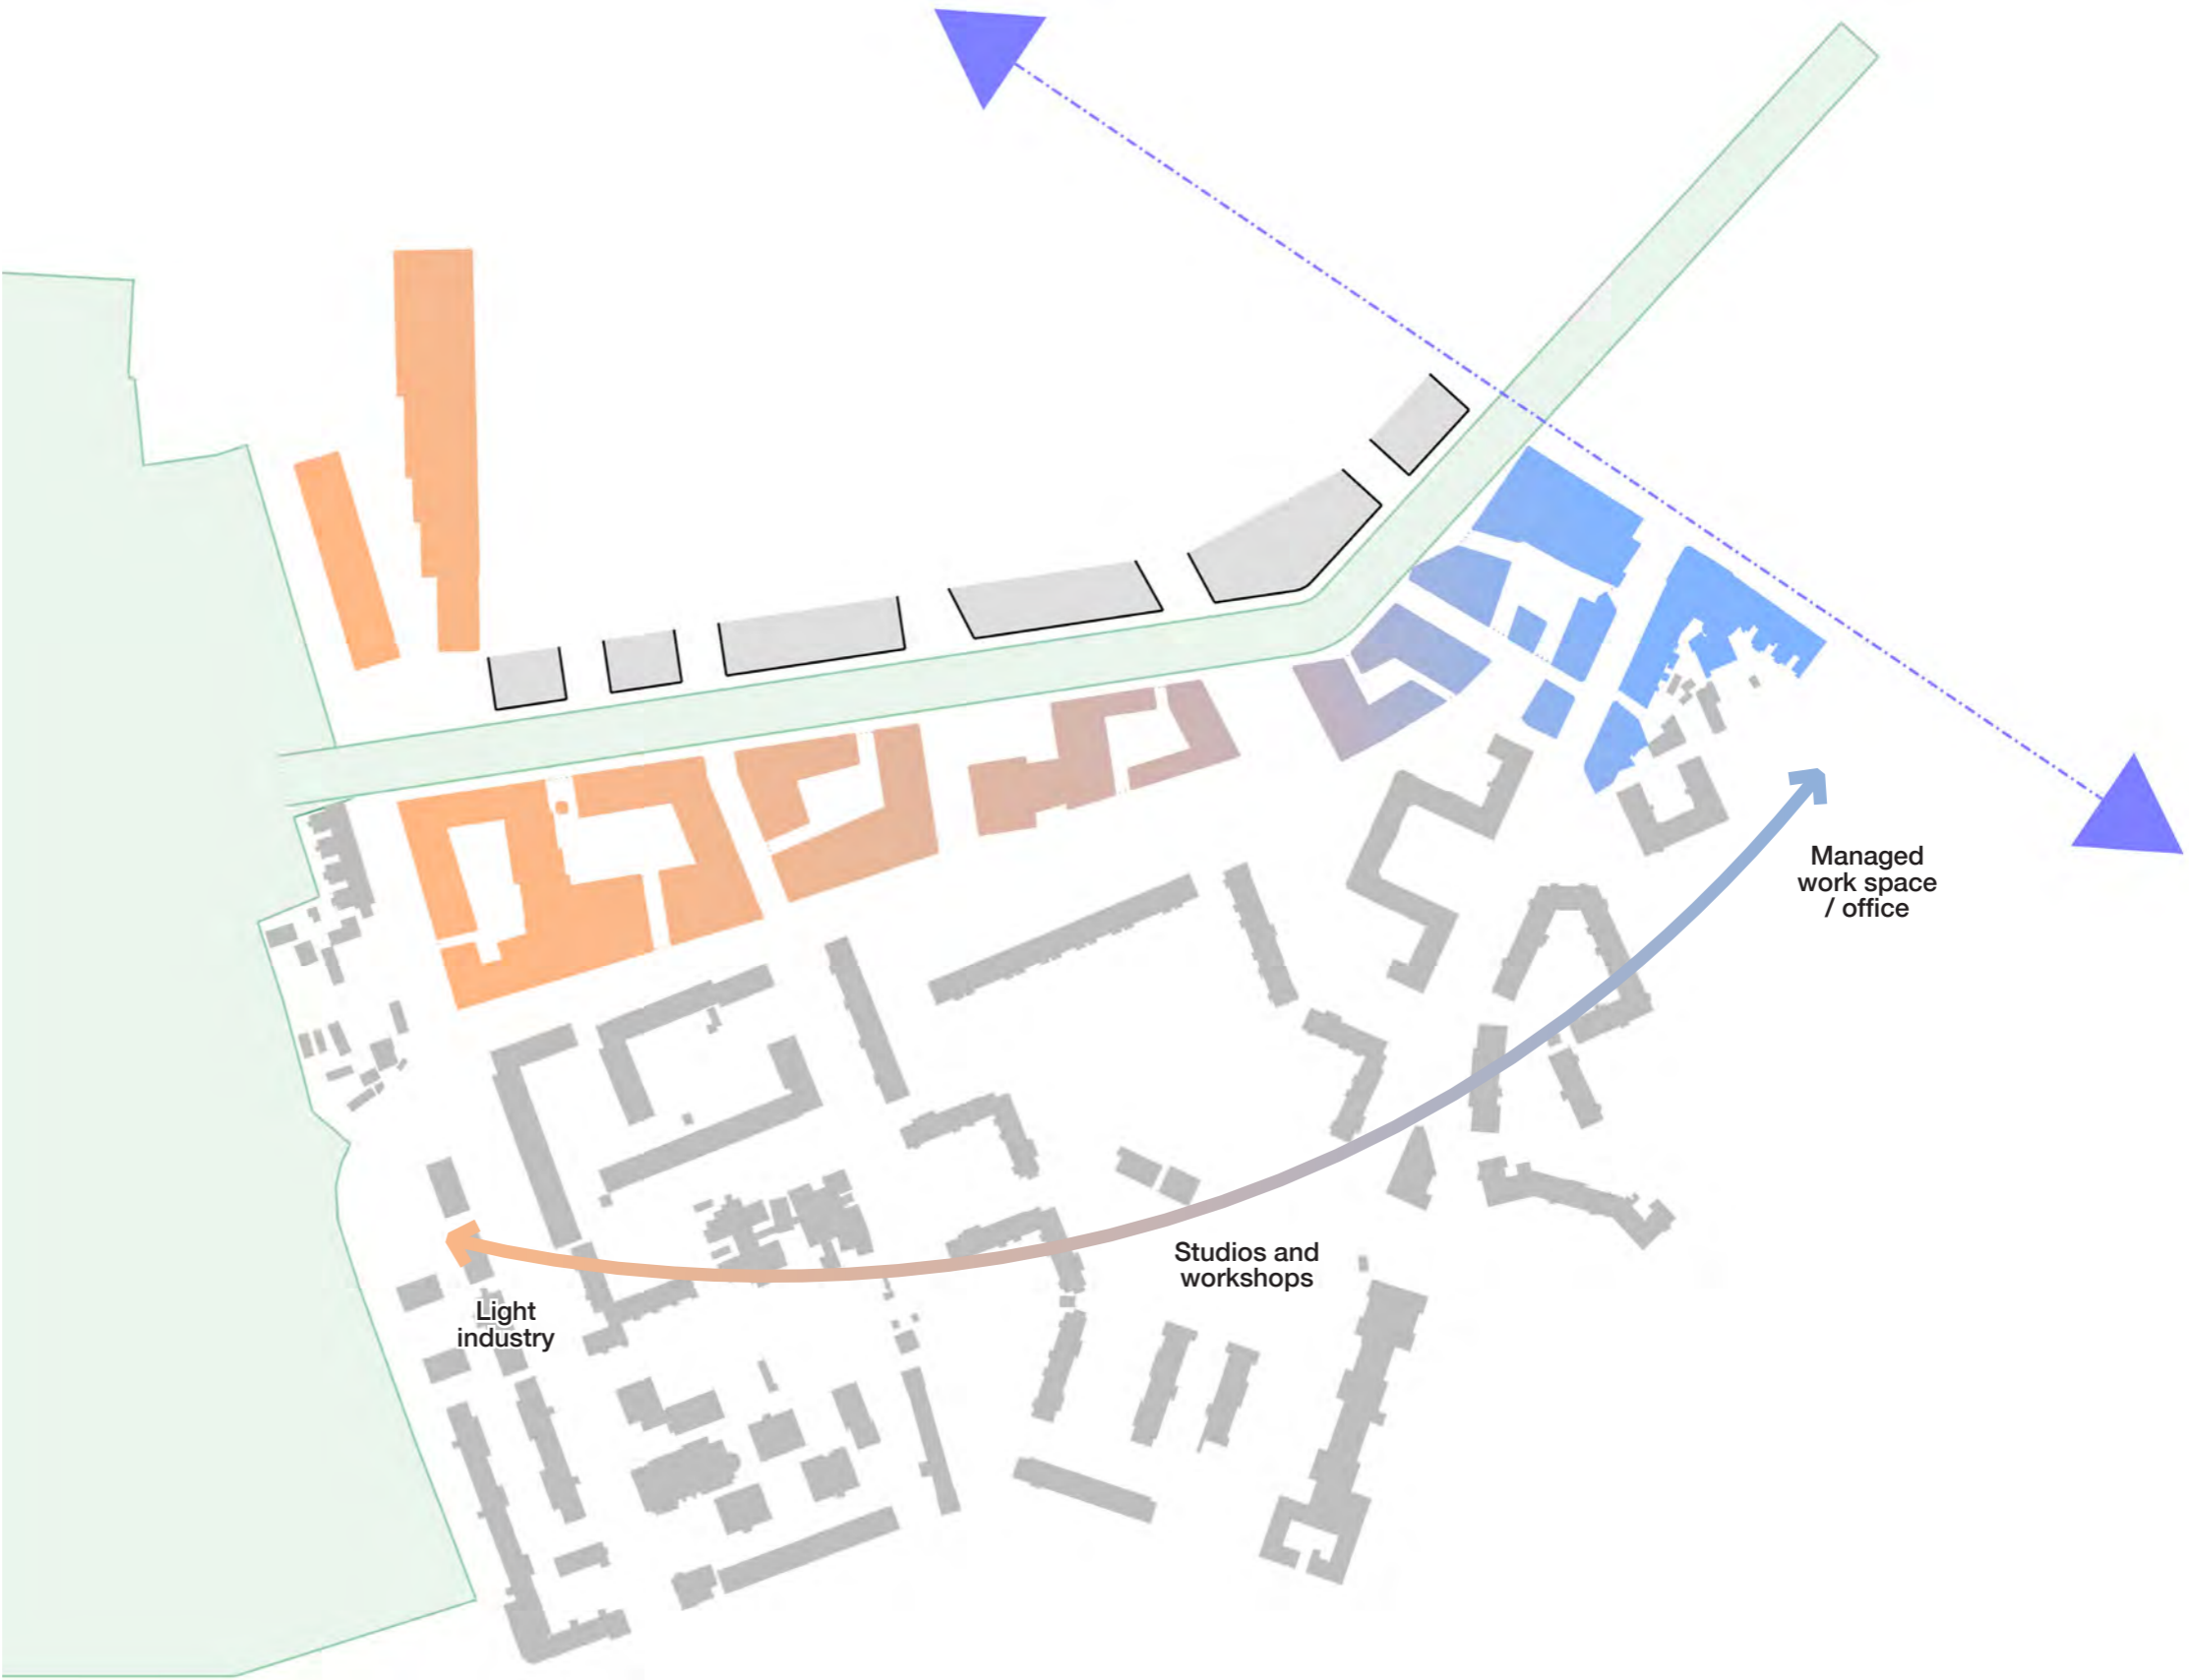 Managed
work space
/ office
Studios and
workshops
Light
industry